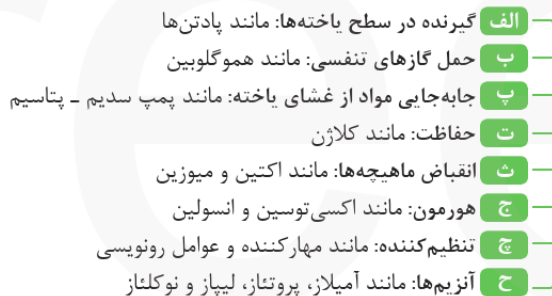 الف گیرنده در سطح یاخته‌ها: مانند پادتن‌ها
ب حمل گازهای تنفسی: مانند هموگلوبین
پ جابه‌جایی مواد از غشای یاخته: مانند پمپ سدیم ـ پتاسیم
ت حفاظت: مانند کلاژن
ث انقباض ماهیچه‌ها: مانند اکتین و میوزین
ج هورمون: مانند اکسی‌توسین و انسولین
چ تنظیم‌کننده: مانند مهارکننده و عوامل رونویسی
ح آنزیم‌ها: مانند آمیلاز، پروتئاز، لیپاز و نوکلئاز